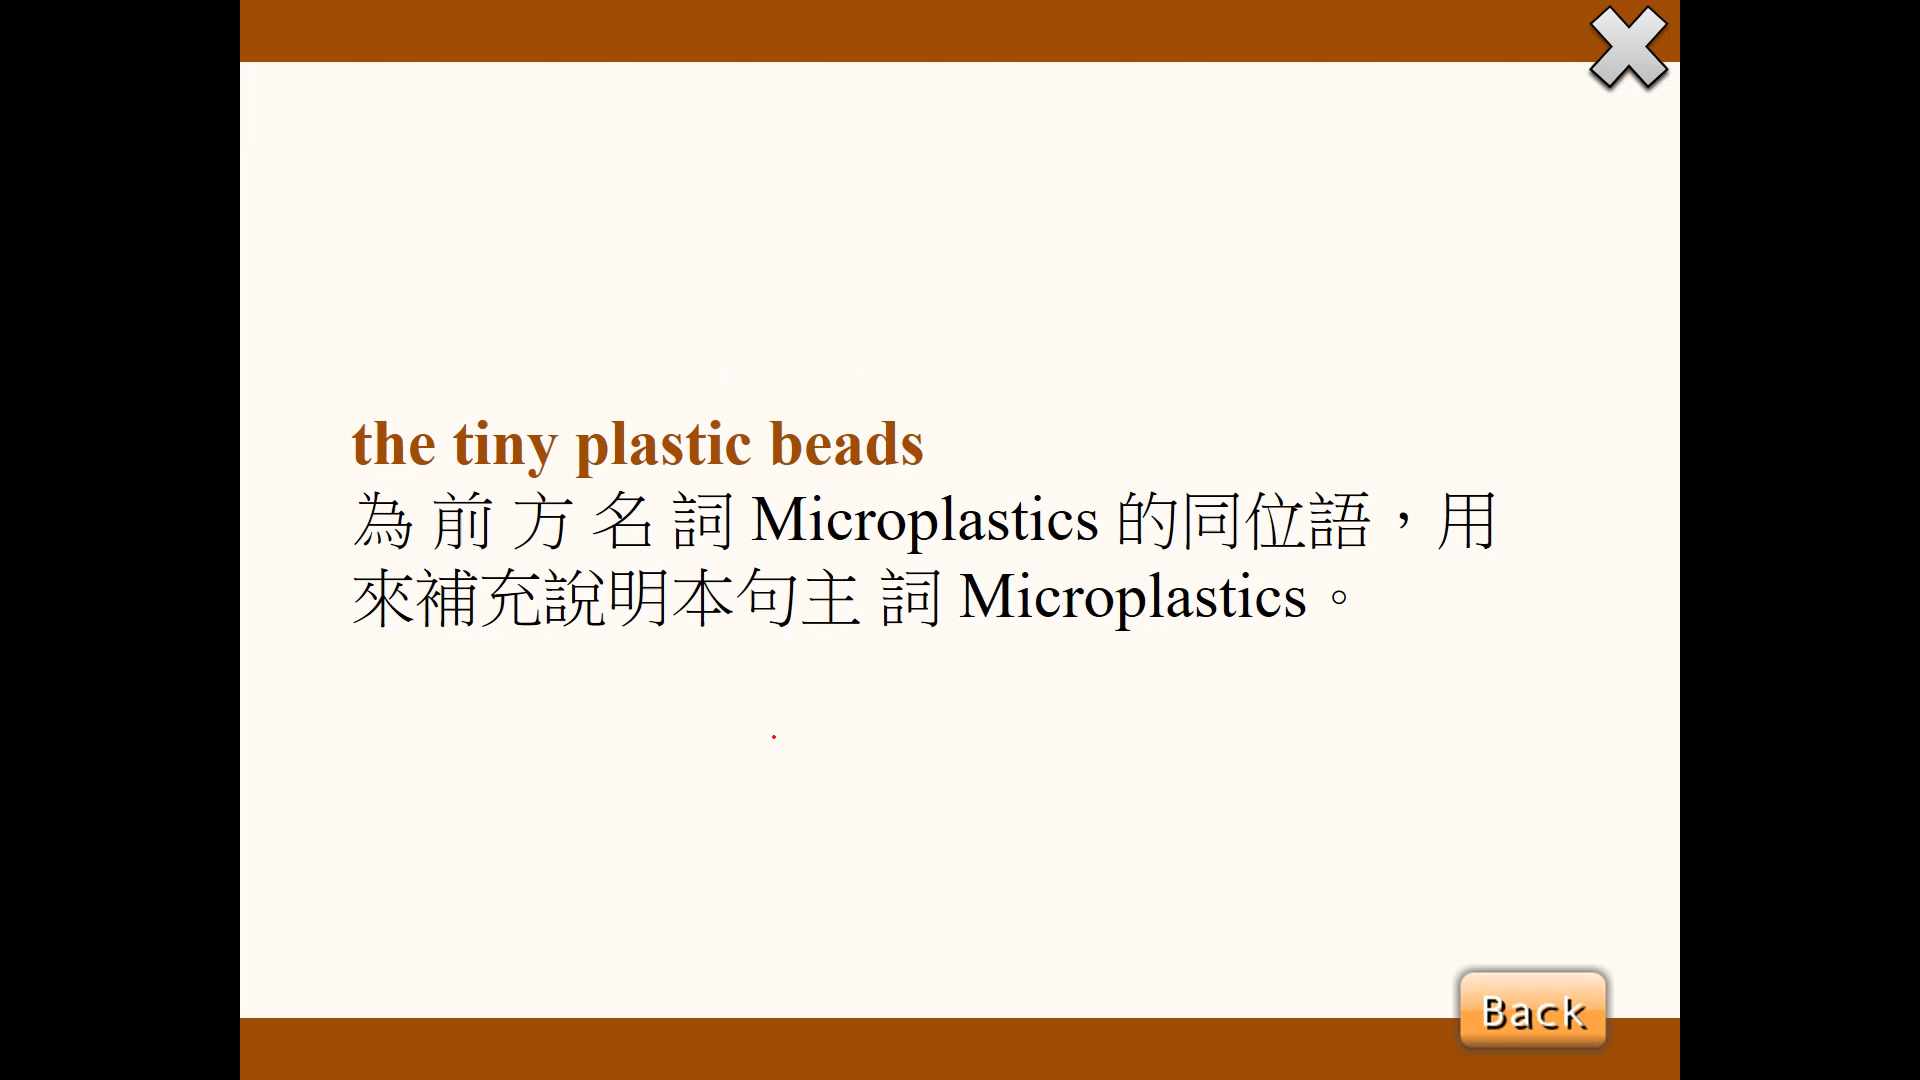 the tiny plastic beads
為 前 方 名 詞 Microplastics 的同位語，用
來補充說明本句主 詞 Microplastics。
Back